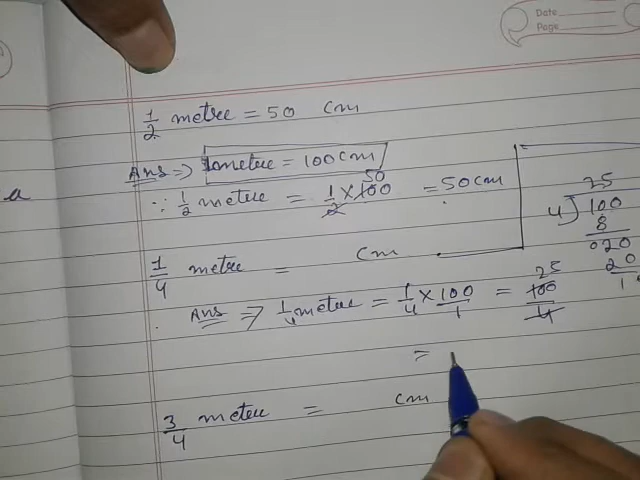 Date
Page
1/2 metre = 50 cm
Ans => 1 metre = 100 cm
∵ 1/2 metre = 1/2 × 100 50 = 50 cm
1/4 metre = cm
Ans => 1/4 metre = 1/4 × 100/1 = 25 100/4
=
3/4 metre = cm
a
25
4) 100
8
020
20